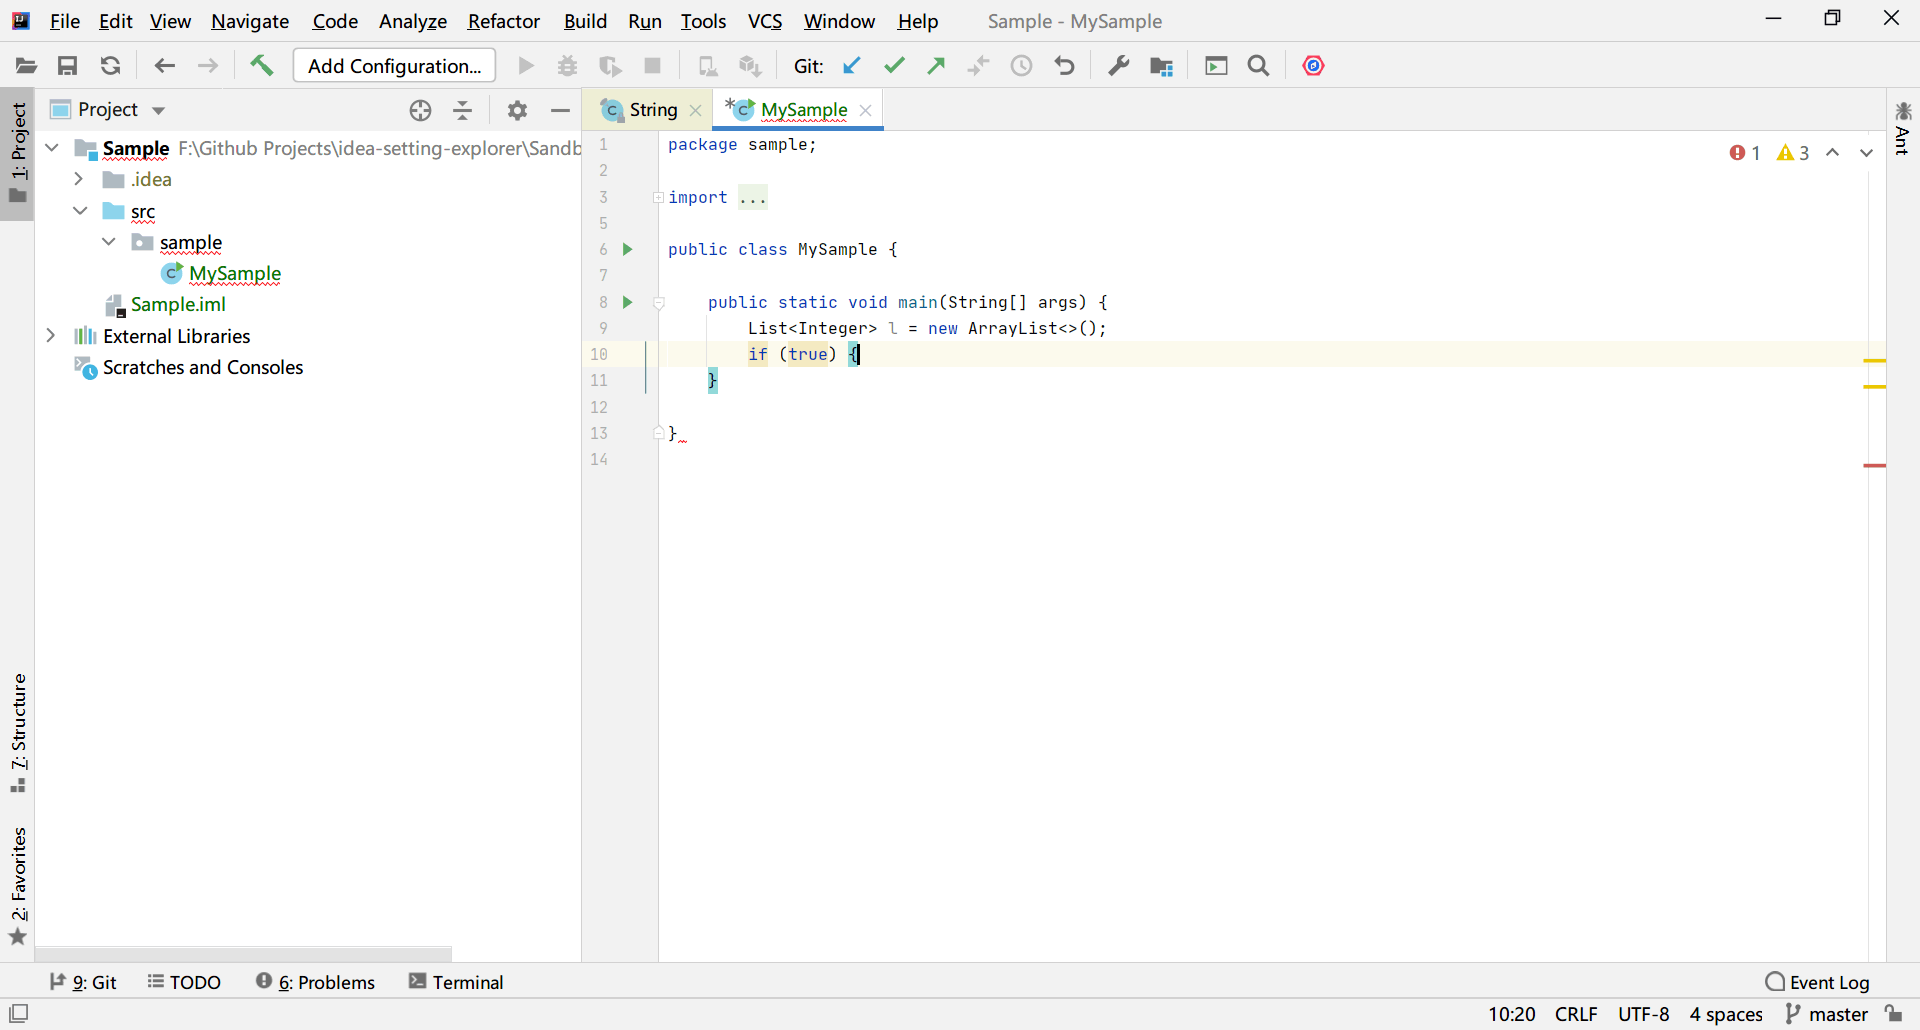 File Edit View Navigate Code Analyze Refactor Build Run Tools VCS Window Help Sample - MySample
Add Configuration... Git:
1: Project
Project
Sample F:\Github Projects\idea-setting-explorer\Sandb
.idea
src
sample
MySample
Sample.iml
External Libraries
Scratches and Consoles
7: Structure
2: Favorites
String MySample
1 package sample;
2
3 import ...
5
6 public class MySample {
7
8     public static void main(String[] args) {
9         List<Integer> l = new ArrayList<>();
10         if (true) {
11     }
12
13 }
14
1 3
Ant
9: Git TODO 6: Problems Terminal Event Log
10:20 CRLF UTF-8 4 spaces master